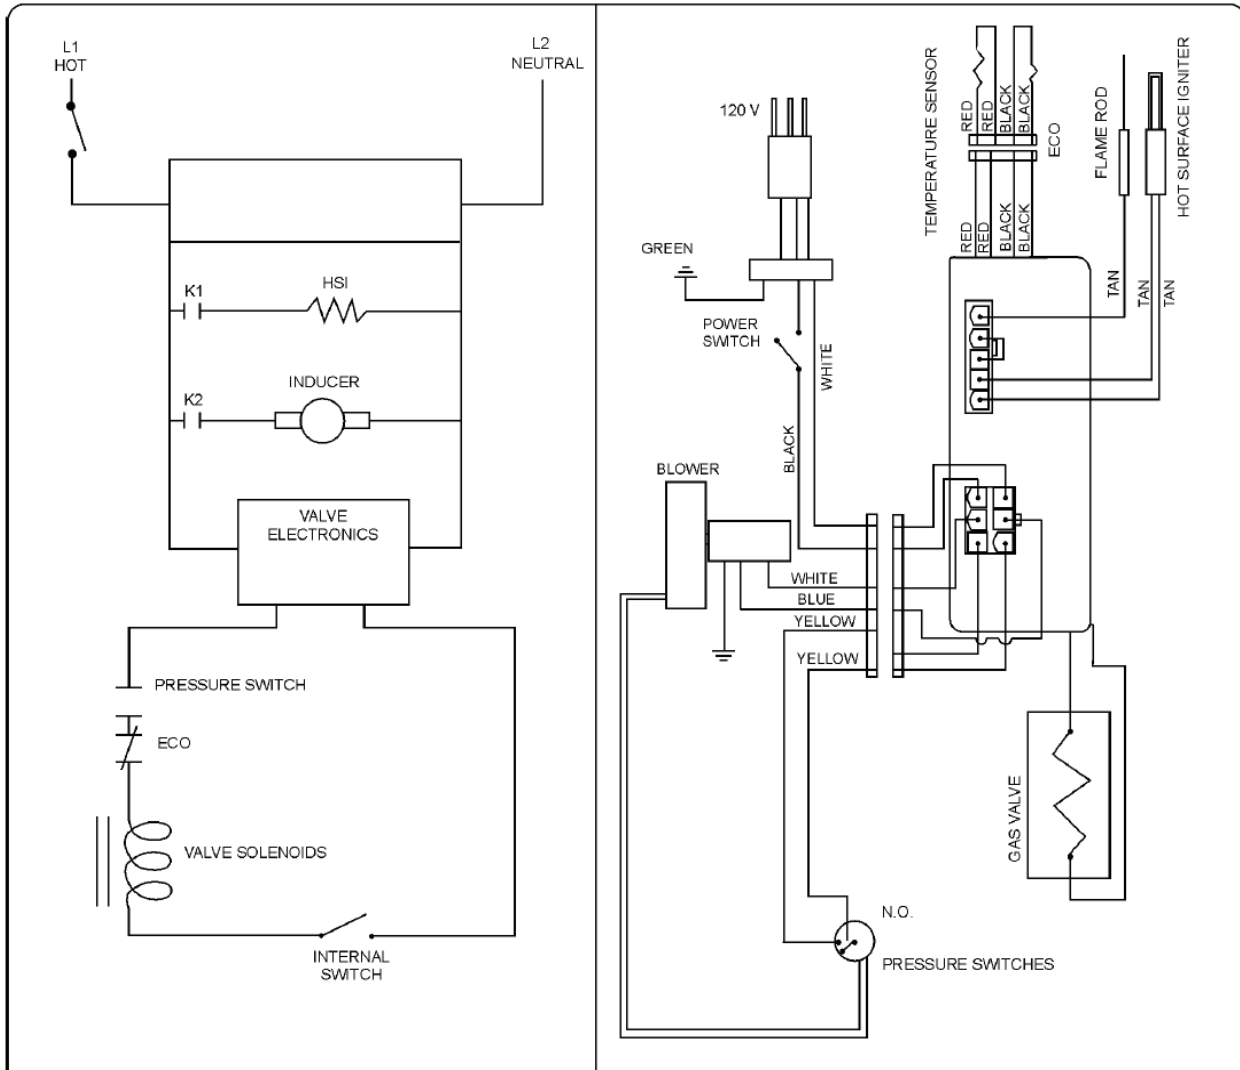 L1
HOT
L2
NEUTRAL
K1
HSI
INDUCER
K2
VALVE
ELECTRONICS
PRESSURE SWITCH
ECO
VALVE SOLENOIDS
INTERNAL
SWITCH
120 V
GREEN
POWER
SWITCH
WHITE
BLACK
BLOWER
WHITE
BLUE
YELLOW
YELLOW
N.O.
PRESSURE SWITCHES
TEMPERATURE SENSOR
RED
RED
BLACK
BLACK
ECO
RED
RED
BLACK
BLACK
FLAME ROD
HOT SURFACE IGNITER
TAN
TAN
TAN
GAS VALVE